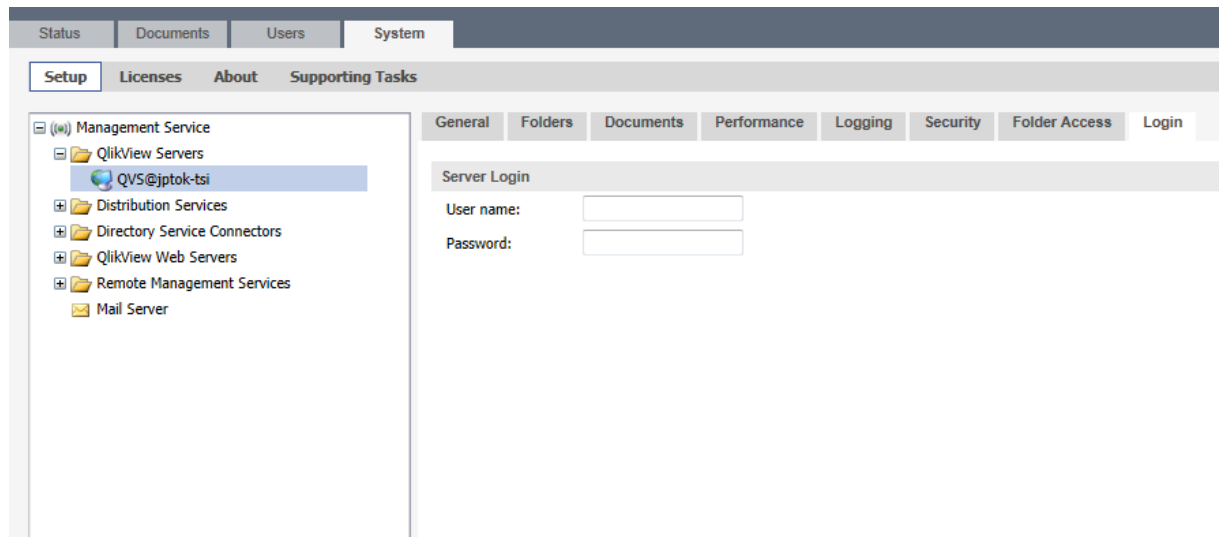 Status Documents Users System
Setup Licenses About Supporting Tasks
Management Service
QlikView Servers
QVS@jptok-tsi
Distribution Services
Directory Service Connectors
QlikView Web Servers
Remote Management Services
Mail Server
General Folders Documents Performance Logging Security Folder Access Login
Server Login
User name:
Password: